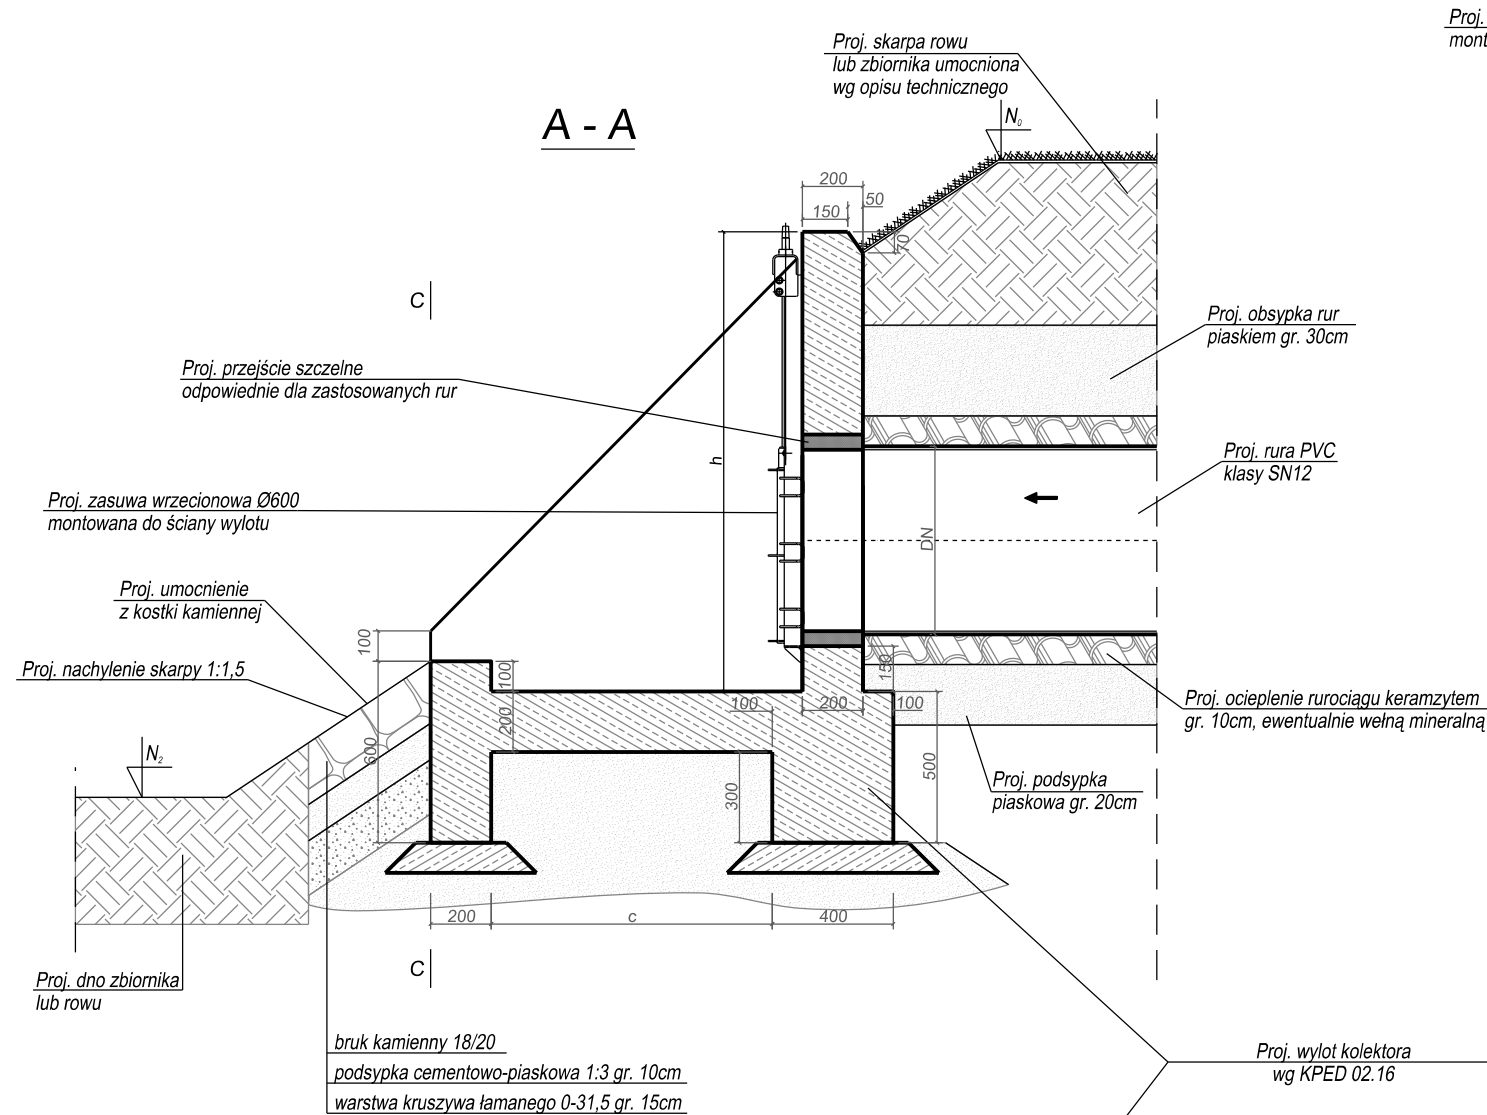 Proj.
mont
Proj. skarpa rowu
lub zbiornika umocniona
wg opisu technicznego
A - A
N₀
200
50
150
70
C
Proj. obsypka rur
piaskiem gr. 30cm
Proj. przejście szczelne
odpowiednie dla zastosowanych rur
h
Proj. rura PVC
klasy SN12
Proj. zasuwa wrzecionowa Ø600
montowana do ściany wylotu
DN
Proj. umocnienie
z kostki kamiennej
100
Proj. nachylenie skarpy 1:1,5
100
150
100
200
100
Proj. ocieplenie rurociągu keramzytem
gr. 10cm, ewentualnie wełną mineralną
200
600
N₂
500
300
Proj. podsypka
piaskowa gr. 20cm
200
c
400
C
Proj. dno zbiornika
lub rowu
bruk kamienny 18/20
podsypka cementowo-piaskowa 1:3 gr. 10cm
warstwa kruszywa łamanego 0-31,5 gr. 15cm
Proj. wylot kolektora
wg KPED 02.16